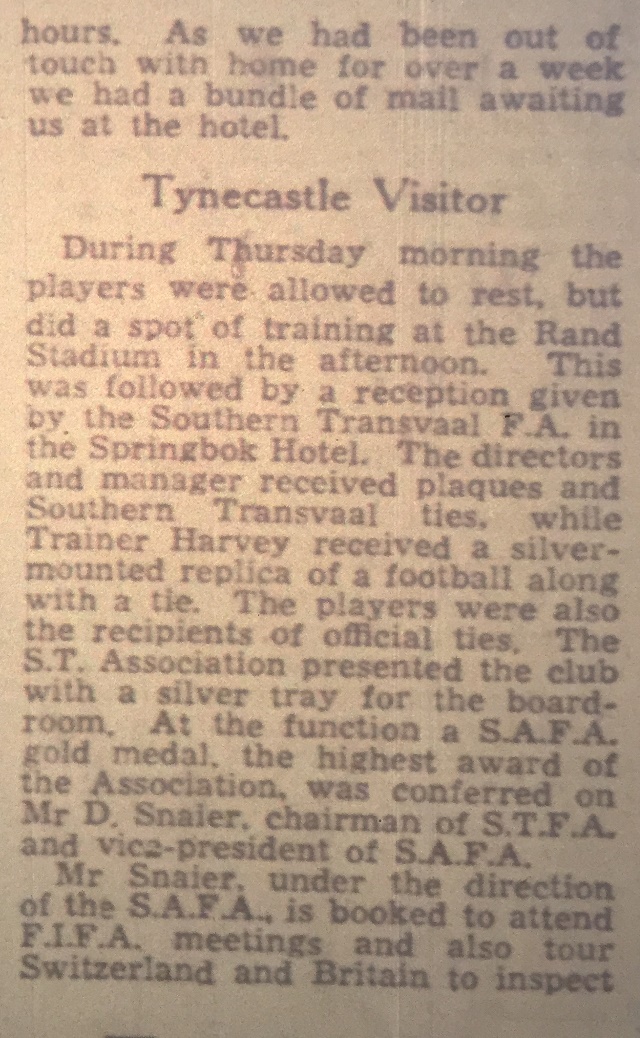 hours. As we had been out of
touch with home for over a week
we had a bundle of mail awaiting
us at the hotel.
Tynecastle Visitor
During Thursday morning the
players were allowed to rest, but
did a spot of training at the Rand
Stadium in the afternoon. This
was followed by a reception given
by the Southern Transvaal F.A. in
the Springbok Hotel. The directors
and manager received plaques and
Southern Transvaal ties, while
Trainer Harvey received a silver-
mounted replica of a football along
with a tie. The players were also
the recipients of official ties. The
S.T. Association presented the club
with a silver tray for the board-
room. At the function a S.A.F.A.
gold medal, the highest award of
the Association, was conferred on
Mr D. Snaier, chairman of S.T.F.A.
and vice-president of S.A.F.A.
Mr Snaier, under the direction
of the S.A.F.A., is booked to attend
F.I.F.A. meetings and also tour
Switzerland and Britain to inspect